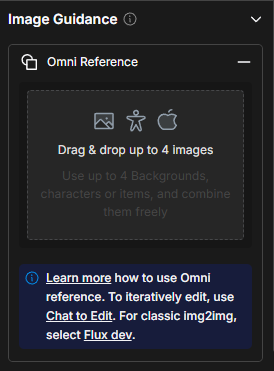 Image Guidance
Omni Reference
Drag & drop up to 4 images
Use up to 4 Backgrounds,
characters or items, and combine
them freely
Learn more how to use Omni
reference. To iteratively edit, use
Chat to Edit. For classic img2img,
select Flux dev.